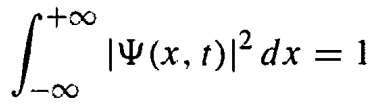 ∫_{-∞}^{+∞} |Ψ(x, t)|² dx = 1